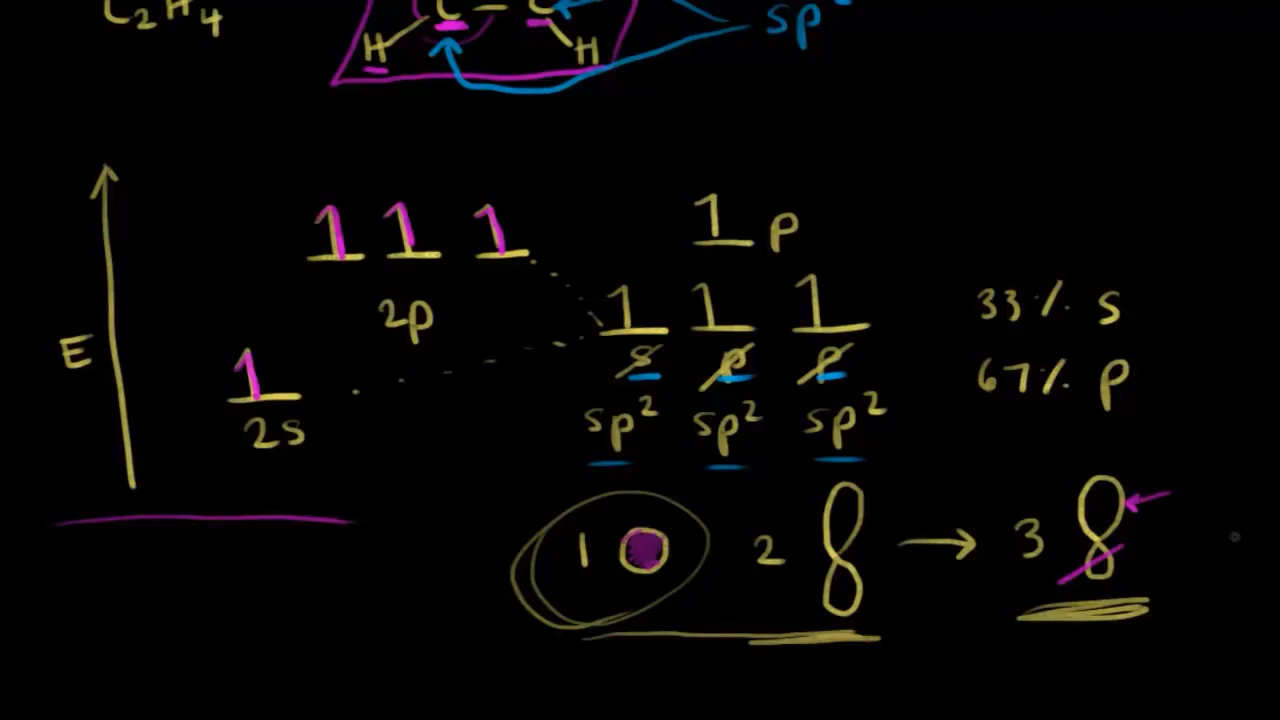 C₂H₄
C — C
sp²
H H
1 1 1
1 p
2p
1 1 1
33% s
E
1
s p p
67% p
2s
sp² sp² sp²
1 2 → 3